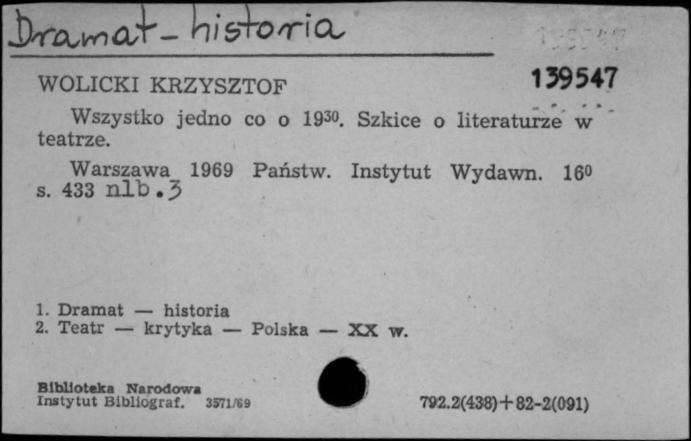 Dramat - historia
139547
WOLICKI KRZYSZTOF
Wszystko jedno co o 19³⁰. Szkice o literaturze w
teatrze.
Warszawa 1969 Państw. Instytut Wydawn. 16⁰
s. 433 nlb. 3
1. Dramat — historia
2. Teatr — krytyka — Polska — XX w.
Biblioteka Narodowa
Instytut Bibliograf. 3571/69
792.2(438)+82-2(091)